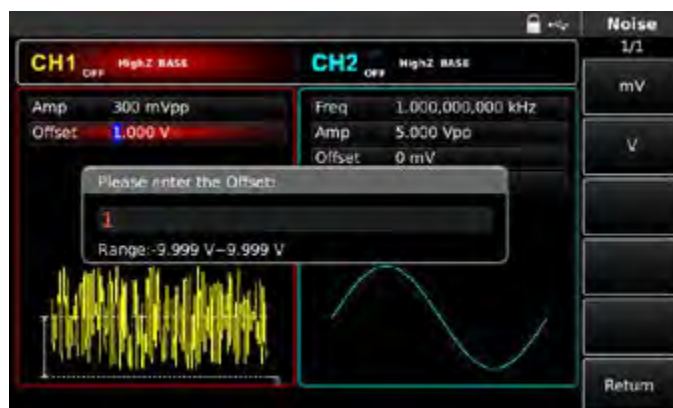 Noise
1/1
CH1 OFF HighZ BASE
CH2 OFF HighZ BASE
mV
Amp 300 mVpp
Offset 1.000 V
Freq 1.000,000,000 kHz
Amp 5.000 Vpp
Offset 0 mV
V
Please enter the Offset:
1
Range:-9.999 V~9.999 V
Return